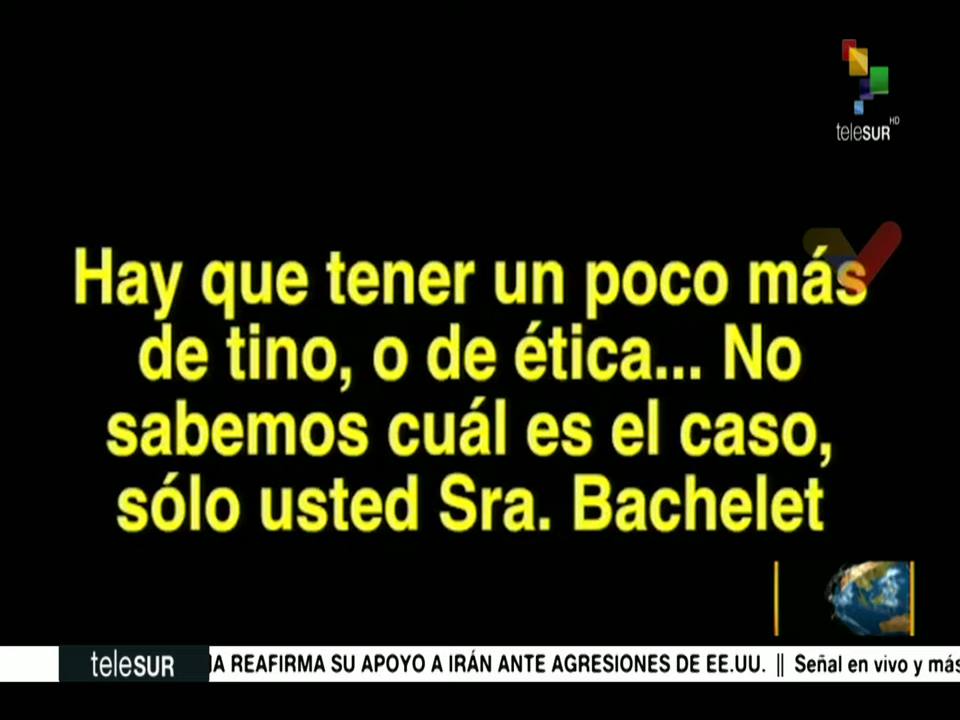 teleSUR HD
Hay que tener un poco más
de tino, o de ética... No
sabemos cuál es el caso,
sólo usted Sra. Bachelet
teleSUR
REAFIRMA SU APOYO A IRÁN ANTE AGRESIONES DE EE.UU. || Señal en vivo y más